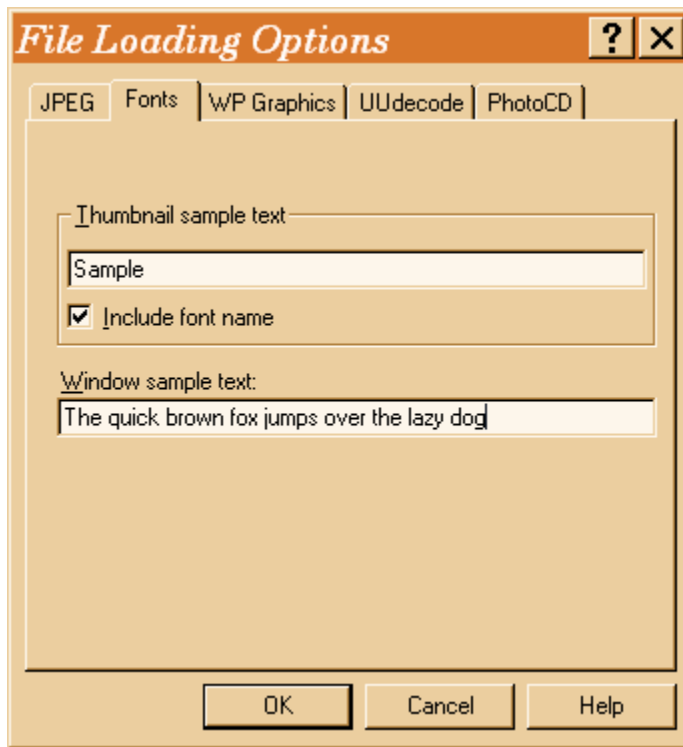 File Loading Options
JPEG Fonts WP Graphics UUdecode PhotoCD
Thumbnail sample text
Sample
Include font name
Window sample text:
The quick brown fox jumps over the lazy dog
OK Cancel Help